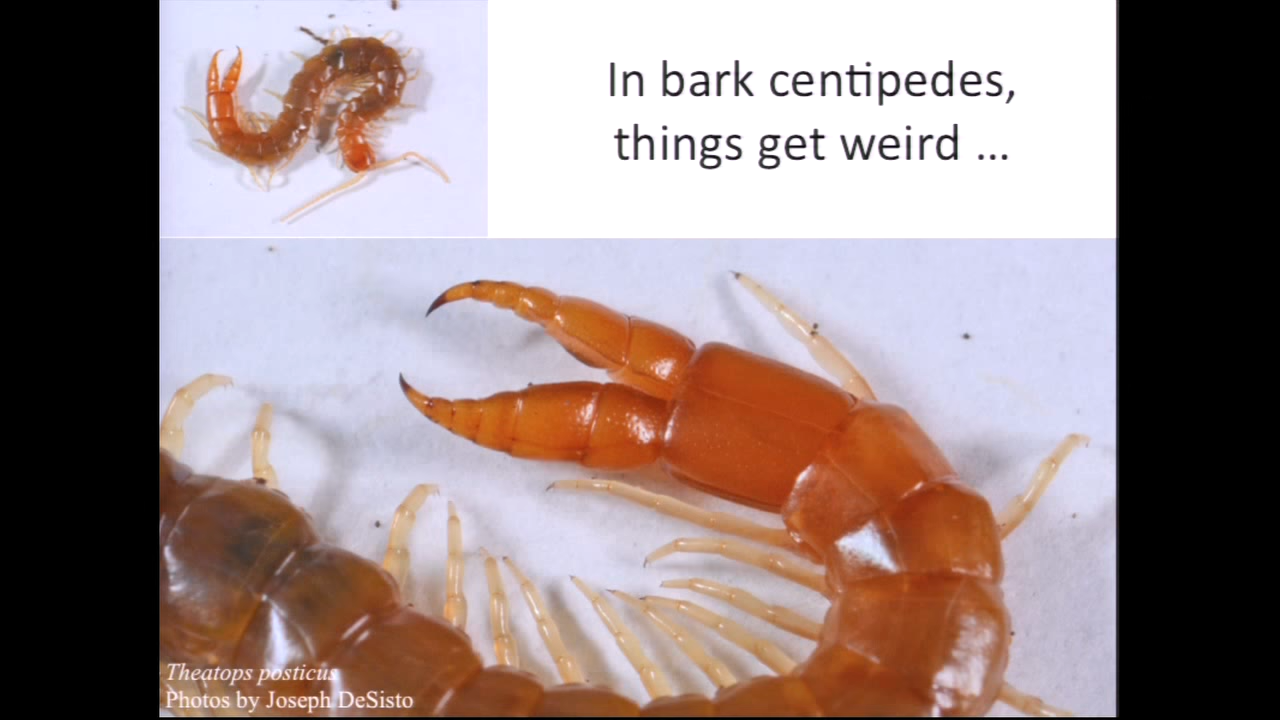 In bark centipedes,
things get weird ...
Theatops posticus
Photos by Joseph DeSisto